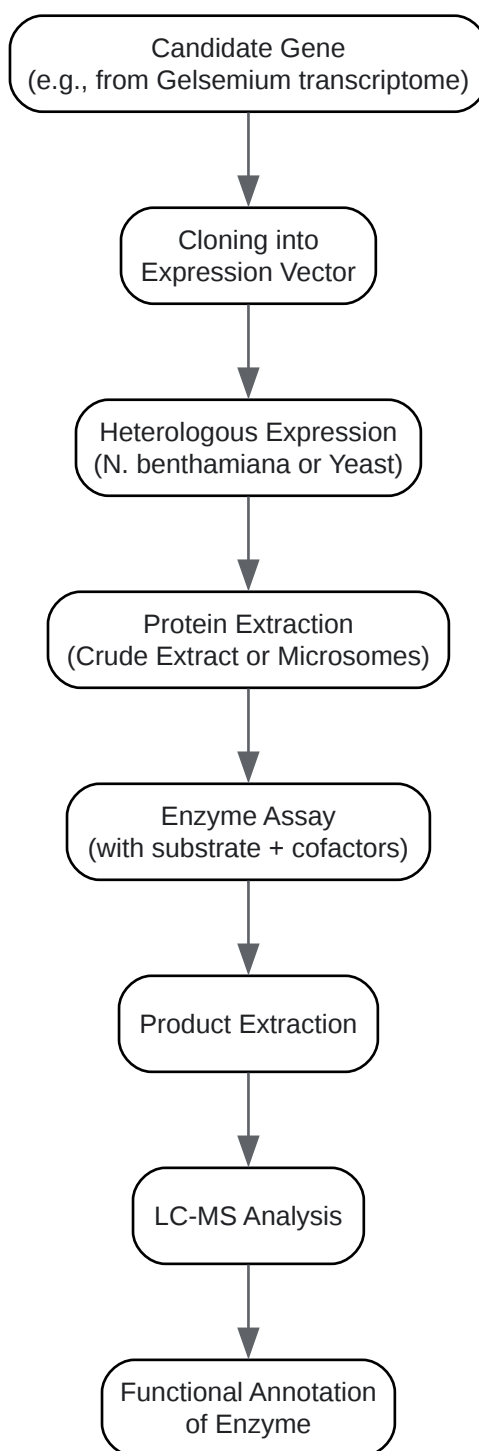 Candidate Gene
(e.g., from Gelsemium transcriptome)
Cloning into
Expression Vector
Heterologous Expression
(N. benthamiana or Yeast)
Protein Extraction
(Crude Extract or Microsomes)
Enzyme Assay
(with substrate + cofactors)
Product Extraction
LC-MS Analysis
Functional Annotation
of Enzyme